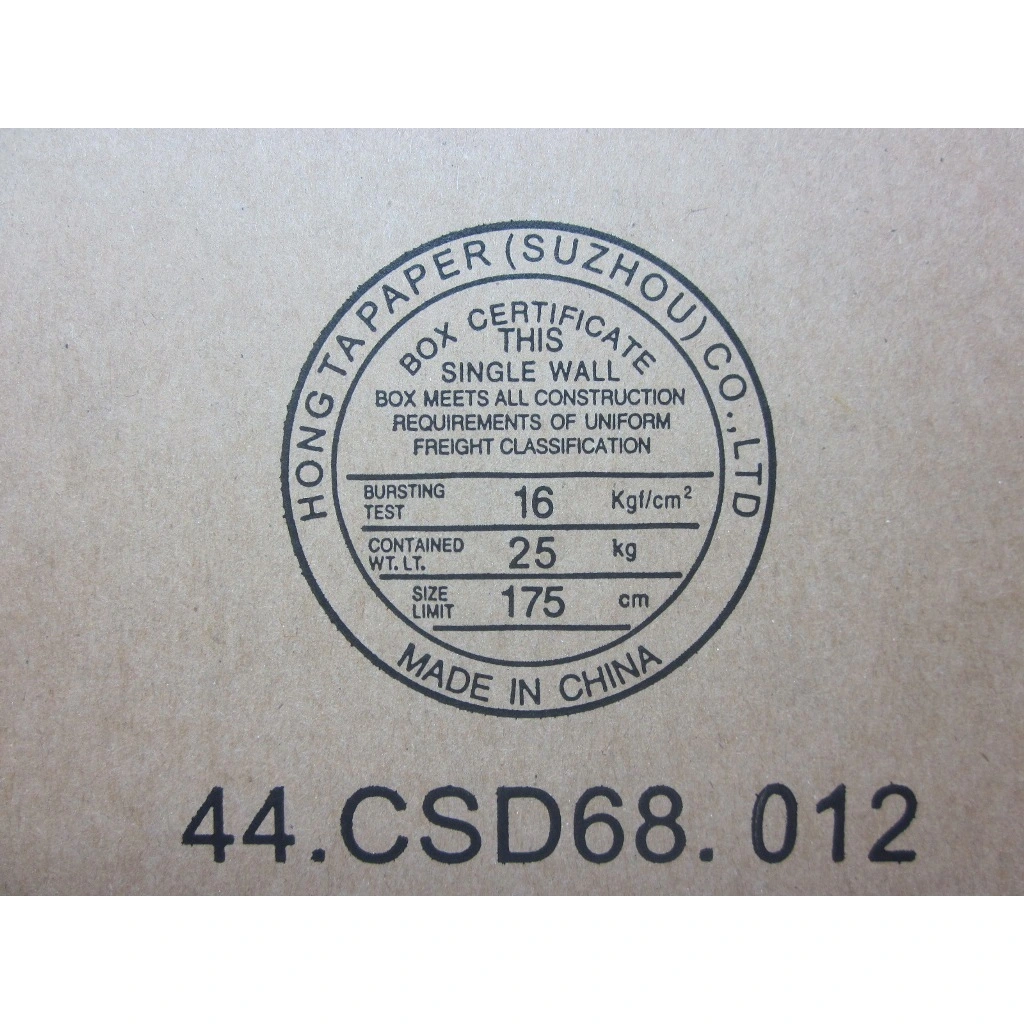 HONG TA PAPER (SUZHOU) CO., LTD
BOX CERTIFICATE
THIS
SINGLE WALL
BOX MEETS ALL CONSTRUCTION
REQUIREMENTS OF UNIFORM
FREIGHT CLASSIFICATION
BURSTING TEST 16 Kgf/cm²
CONTAINED WT. LT. 25 kg
SIZE LIMIT 175 cm
MADE IN CHINA
44.CSD68.012